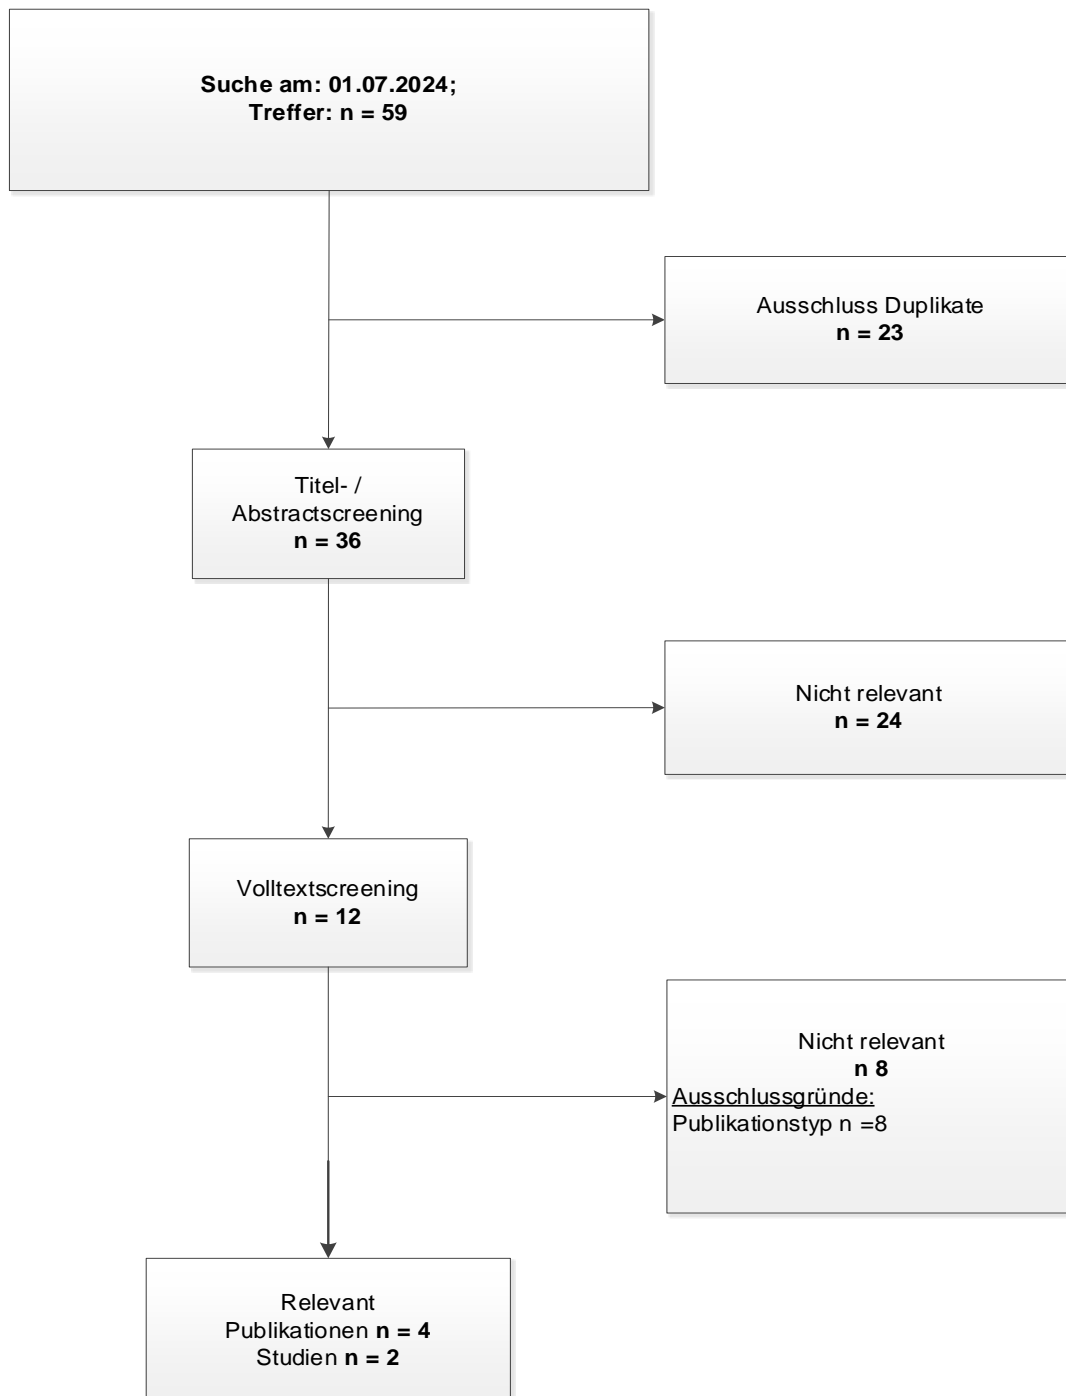 Suche am: 01.07.2024;
Treffer: n = 59
Ausschluss Duplikate
n = 23
Titel- /
Abstractscreening
n = 36
Nicht relevant
n = 24
Volltextscreening
n = 12
Nicht relevant
n 8
Ausschlussgründe:
Publikationstyp n =8
Relevant
Publikationen n = 4
Studien n = 2